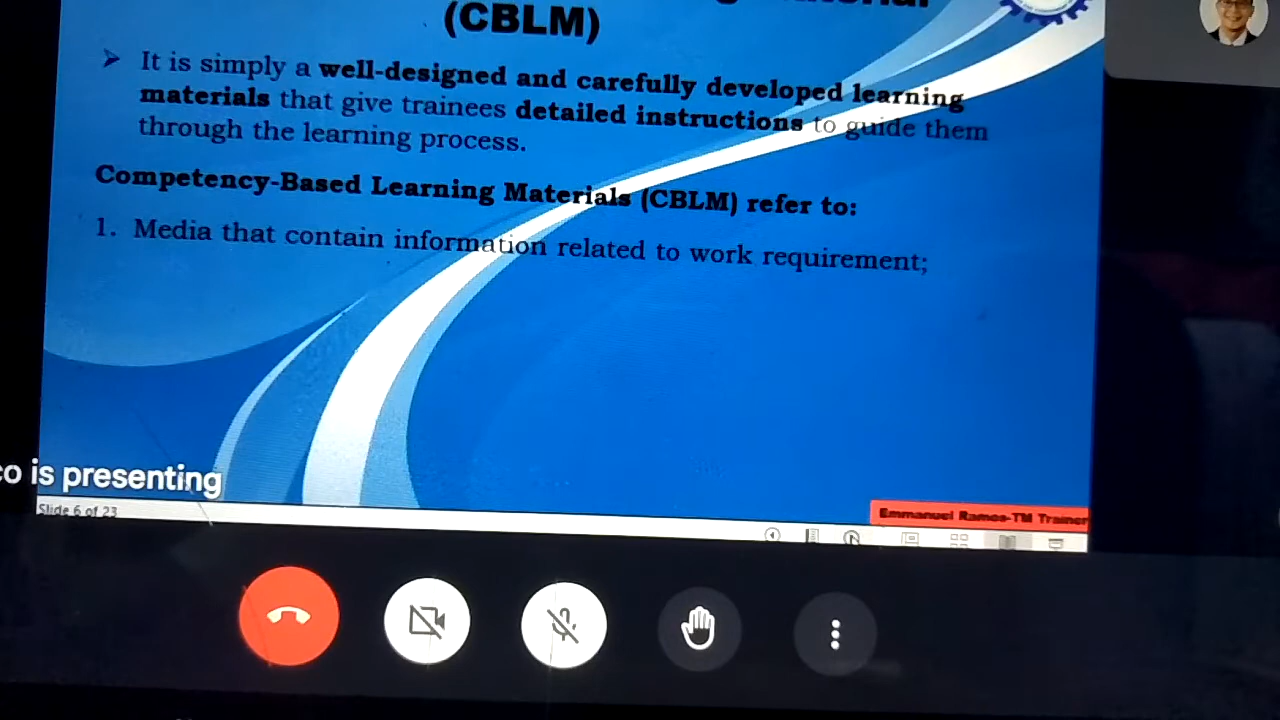 (CBLM)
It is simply a well-designed and carefully developed learning
materials that give trainees detailed instructions to guide them
through the learning process.
Competency-Based Learning Materials (CBLM) refer to:
1. Media that contain information related to work requirement;
is presenting
Slide 6 of 23
Emmanuel Ramos-TM Trainer